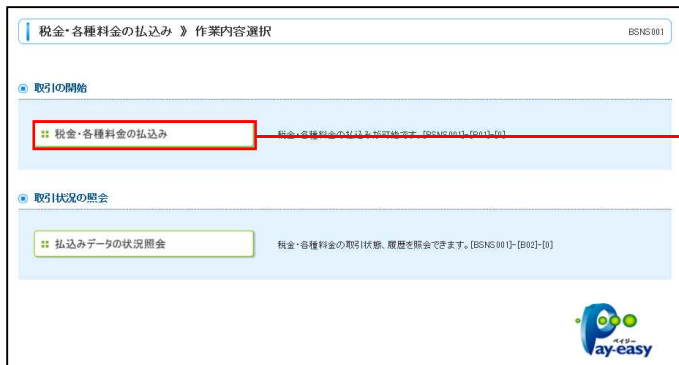 税金・各種料金の払込み 》 作業内容選択
BSNS001
取引の開始
税金・各種料金の払込み
税金・各種料金の払込みが可能です。[BSNS001]-[B01]-[0]
取引状況の照会
払込みデータの状況照会
税金・各種料金の取引状態、履歴を照会できます。[BSNS001]-[B02]-[0]
ペイジー
Pay-easy